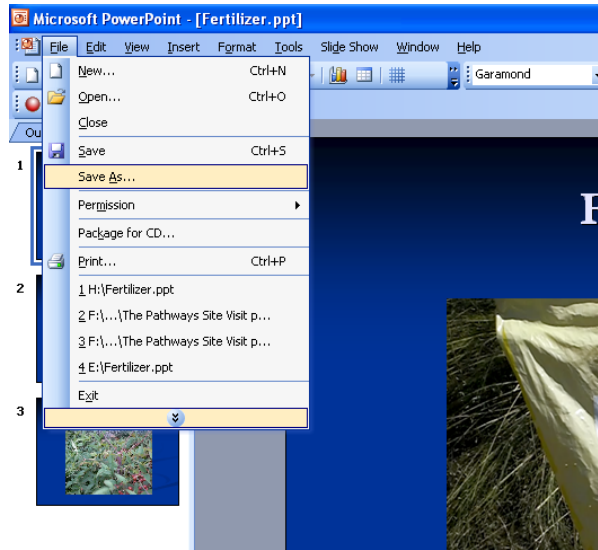 Microsoft PowerPoint - [Fertilizer.ppt]
File Edit View Insert Format Tools Slide Show Window Help
Garamond
New... Ctrl+N
Open... Ctrl+O
Close
Ou
Save Ctrl+S
1
Save As...
Permission
F
Package for CD...
Print... Ctrl+P
2
1 H:\Fertilizer.ppt
2 F:\...\The Pathways Site Visit p...
3 F:\...\The Pathways Site Visit p...
4 E:\Fertilizer.ppt
Exit
3